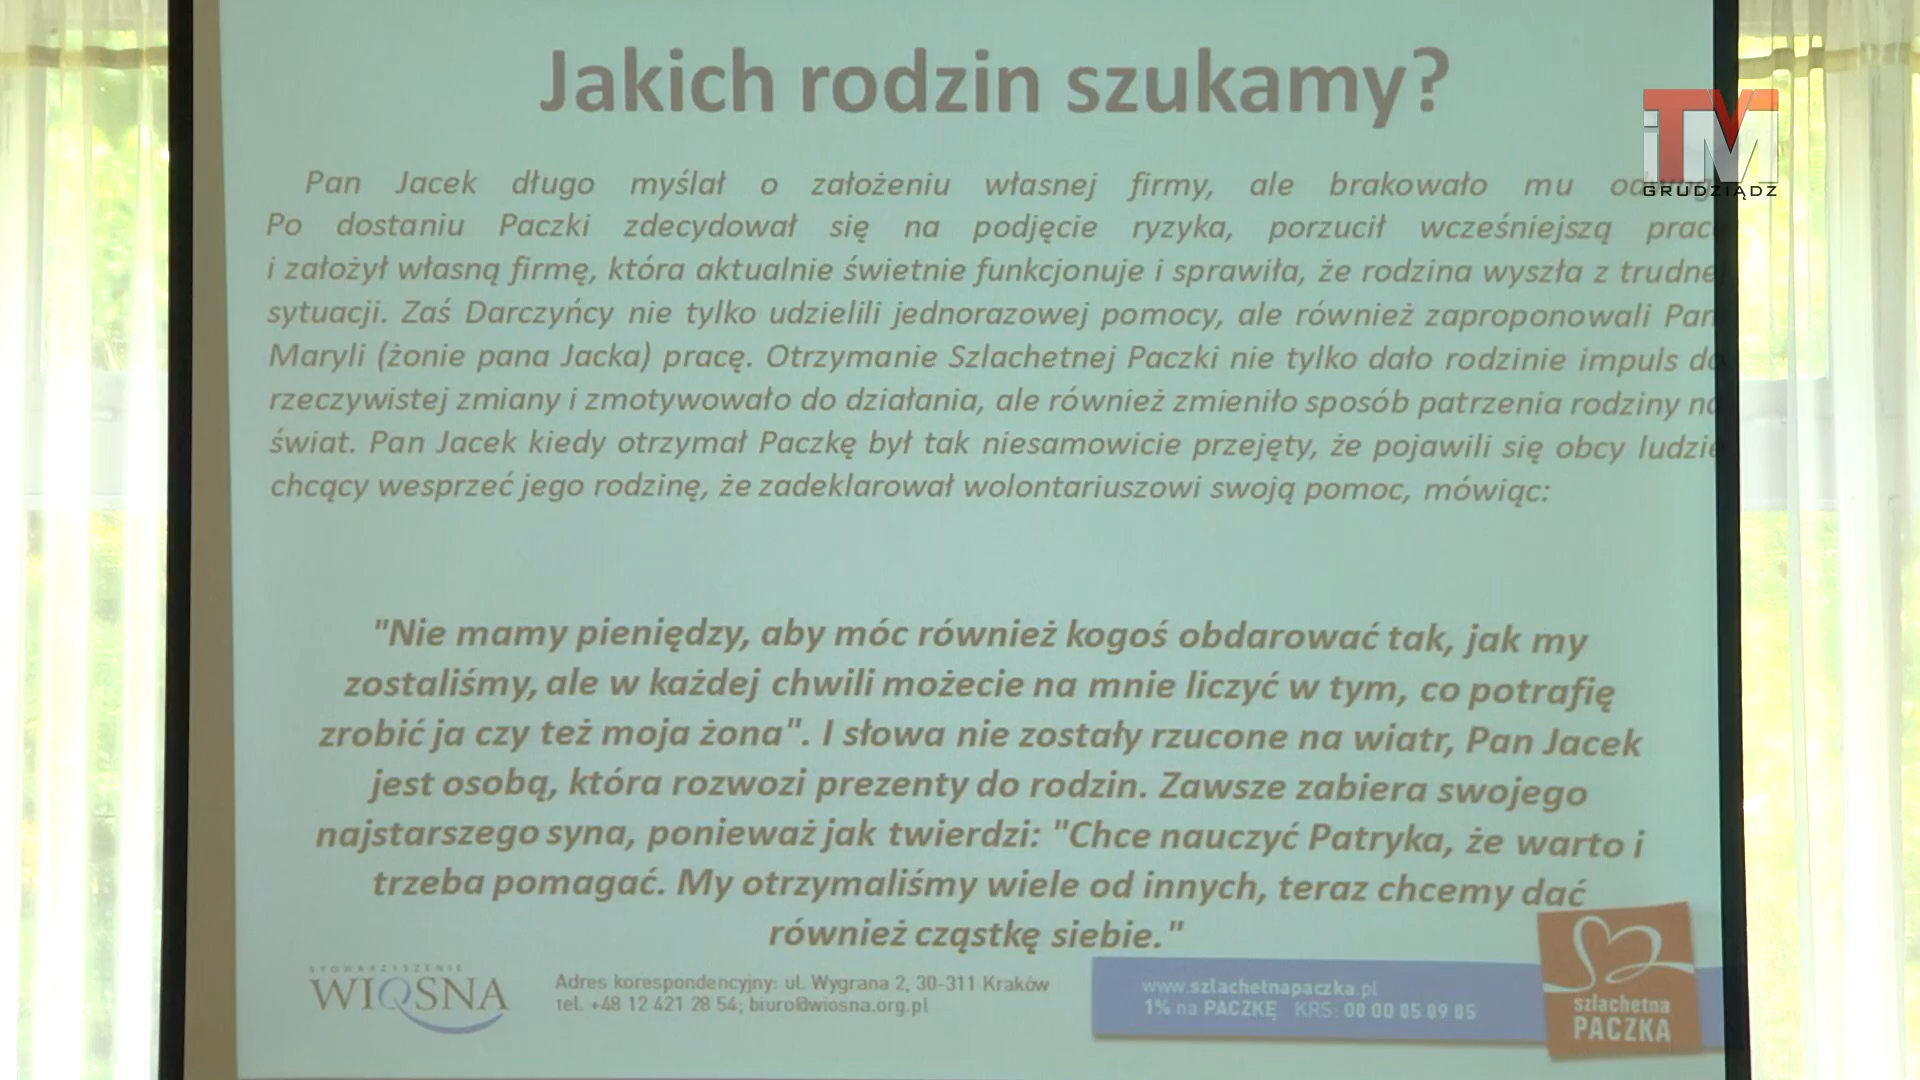 Jakich rodzin szukamy?
iTVM
GRUDZIĄDZ
Pan Jacek długo myślał o założeniu własnej firmy, ale brakowało mu
Po dostaniu Paczki zdecydował się na podjęcie ryzyka, porzucił wcześniejszą pracę
i założył własną firmę, która aktualnie świetnie funkcjonuje i sprawiła, że rodzina wyszła z trudnej
sytuacji. Zaś Darczyńcy nie tylko udzielili jednorazowej pomocy, ale również zaproponowali Pani
Maryli (żonie pana Jacka) pracę. Otrzymanie Szlachetnej Paczki nie tylko dało rodzinie impuls do
rzeczywistej zmiany i zmotywowało do działania, ale również zmieniło sposób patrzenia rodziny na
świat. Pan Jacek kiedy otrzymał Paczkę był tak niesamowicie przejęty, że pojawili się obcy ludzie
chcący wesprzeć jego rodzinę, że zadeklarował wolontariuszowi swoją pomoc, mówiąc:
"Nie mamy pieniędzy, aby móc również kogoś obdarować tak, jak my
zostaliśmy, ale w każdej chwili możecie na mnie liczyć w tym, co potrafię
zrobić ja czy też moja żona". I słowa nie zostały rzucone na wiatr, Pan Jacek
jest osobą, która rozwozi prezenty do rodzin. Zawsze zabiera swojego
najstarszego syna, ponieważ jak twierdzi: "Chce nauczyć Patryka, że warto i
trzeba pomagać. My otrzymaliśmy wiele od innych, teraz chcemy dać
również cząstkę siebie."
STOWARZYSZENIE
WIOSNA
Adres korespondencyjny: ul. Wygrana 2, 30-311 Kraków
tel. +48 12 421 28 54; biuro@wiosna.org.pl
www.szlachetnapaczka.pl
1% na PACZKĘ KRS: 00 00 05 09 05
szlachetna
PACZKA